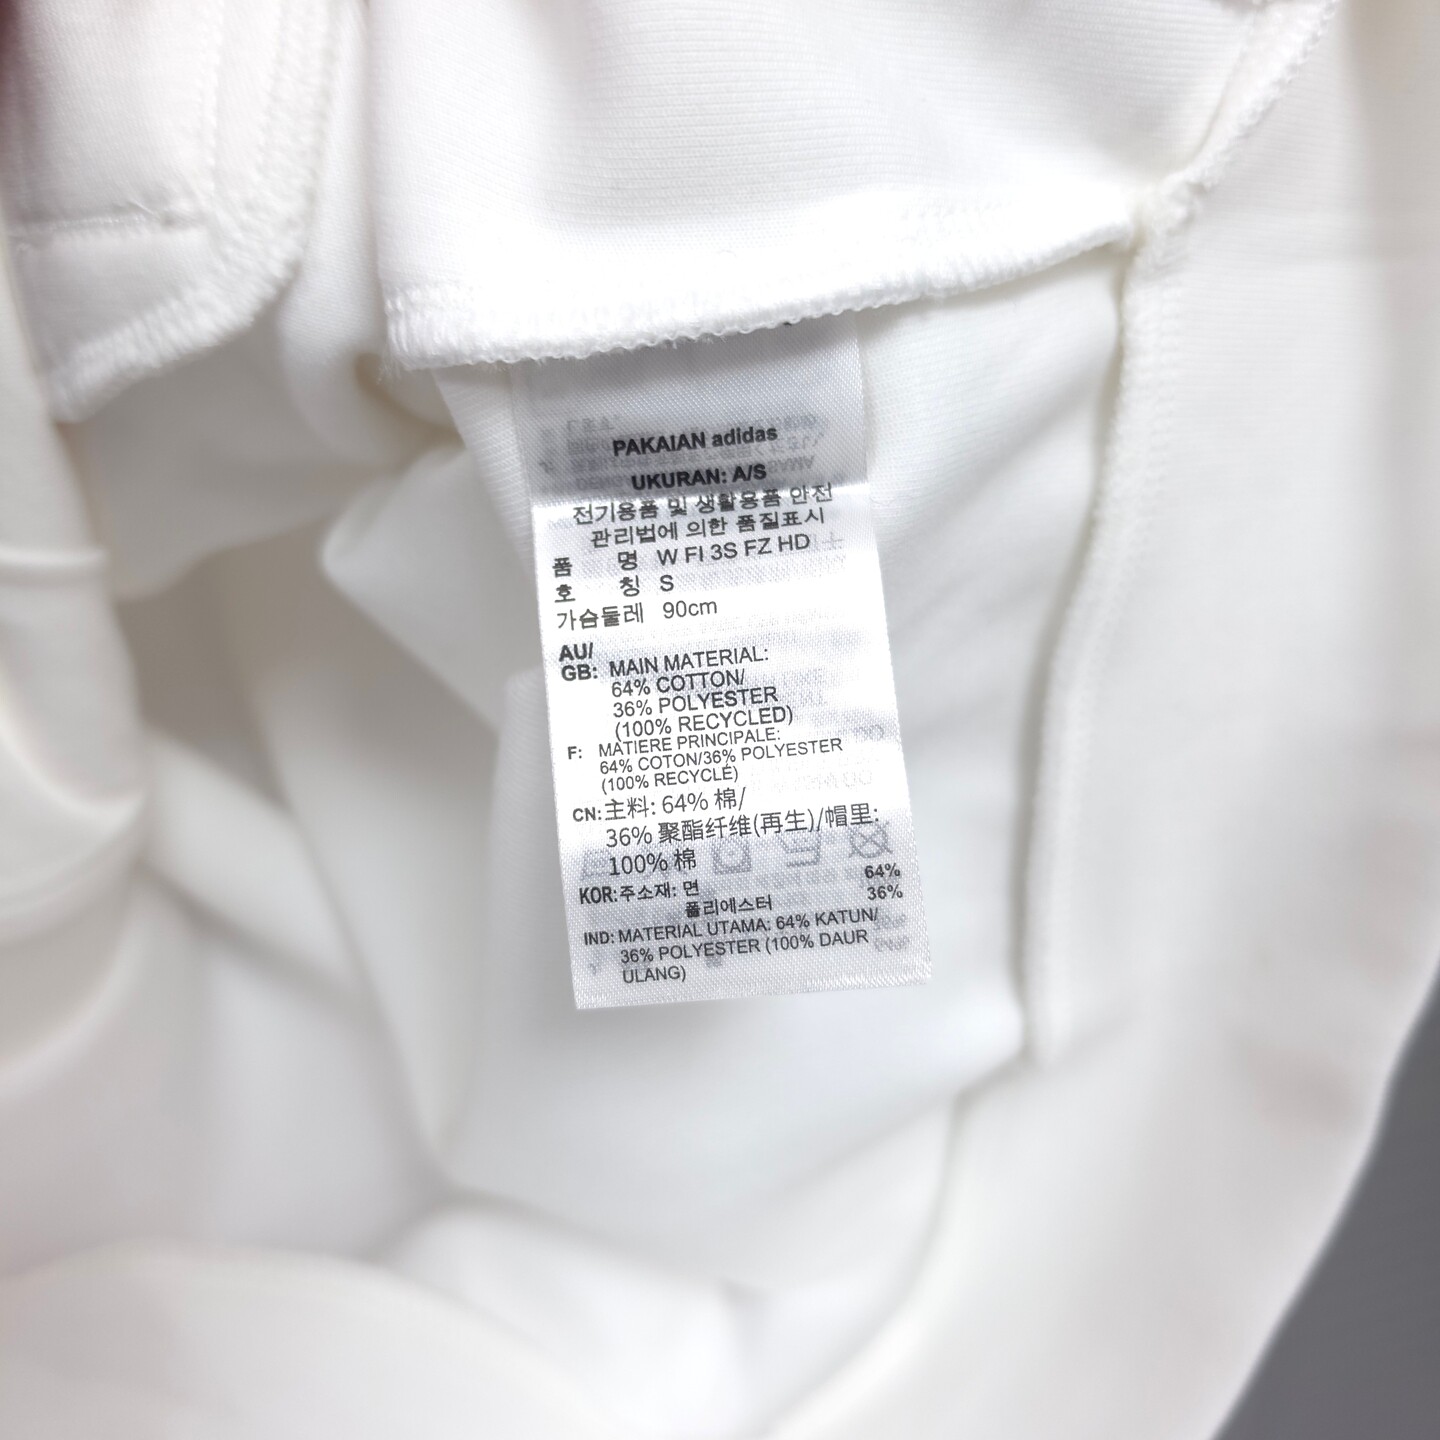 PAKAIAN adidas
UKURAN: A/S
전기용품 및 생활용품 안전
관리법에 의한 품질표시
품 명 W FI 3S FZ HD
호 칭 S
가슴둘레 90cm
AU/
GB: MAIN MATERIAL:
64% COTTON/
36% POLYESTER
(100% RECYCLED)
F: MATIERE PRINCIPALE:
64% COTON/36% POLYESTER
(100% RECYCLÉ)
CN: 主料: 64% 棉/
36% 聚酯纤维(再生)/帽里:
100% 棉
KOR: 주소재: 면 64%
폴리에스터 36%
IND: MATERIAL UTAMA: 64% KATUN/
36% POLYESTER (100% DAUR
ULANG)